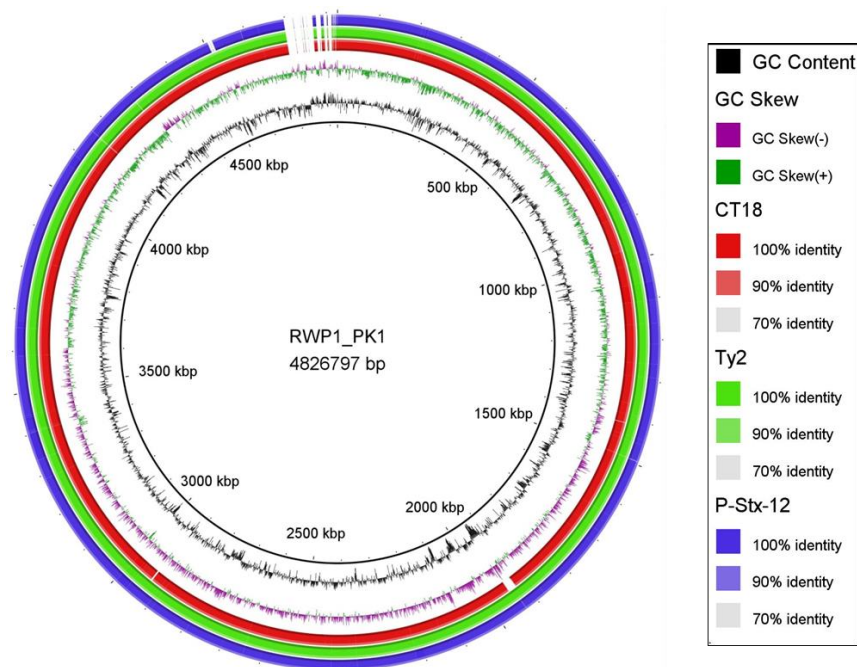 RWP1_PK1
4826797 bp
500 kbp
1000 kbp
1500 kbp
2000 kbp
2500 kbp
3000 kbp
3500 kbp
4000 kbp
4500 kbp
GC Content
GC Skew
GC Skew(-)
GC Skew(+)
CT18
100% identity
90% identity
70% identity
Ty2
100% identity
90% identity
70% identity
P-Stx-12
100% identity
90% identity
70% identity